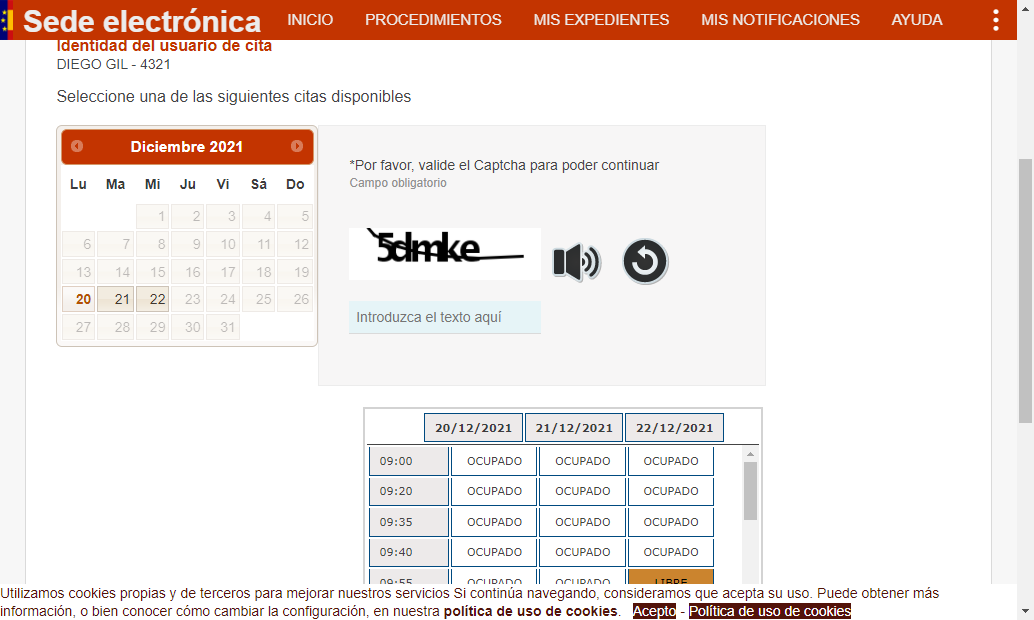 Sede electrónica INICIO PROCEDIMIENTOS MIS EXPEDIENTES MIS NOTIFICACIONES AYUDA
Identidad del usuario de cita
DIEGO GIL - 4321
Seleccione una de las siguientes citas disponibles
Diciembre 2021
Lu Ma Mi Ju Vi Sá Do
1 2 3 4 5
6 7 8 9 10 11 12
13 14 15 16 17 18 19
20 21 22 23 24 25 26
27 28 29 30 31
*Por favor, valide el Captcha para poder continuar
Campo obligatorio
5dmke
Introduzca el texto aquí
20/12/2021 21/12/2021 22/12/2021
09:00 OCUPADO OCUPADO OCUPADO
09:20 OCUPADO OCUPADO OCUPADO
09:35 OCUPADO OCUPADO OCUPADO
09:40 OCUPADO OCUPADO OCUPADO
09:55 OCUPADO OCUPADO LIBRE
Utilizamos cookies propias y de terceros para mejorar nuestros servicios Si continúa navegando, consideramos que acepta su uso. Puede obtener más
información, o bien conocer cómo cambiar la configuración, en nuestra política de uso de cookies. Acepto - Política de uso de cookies